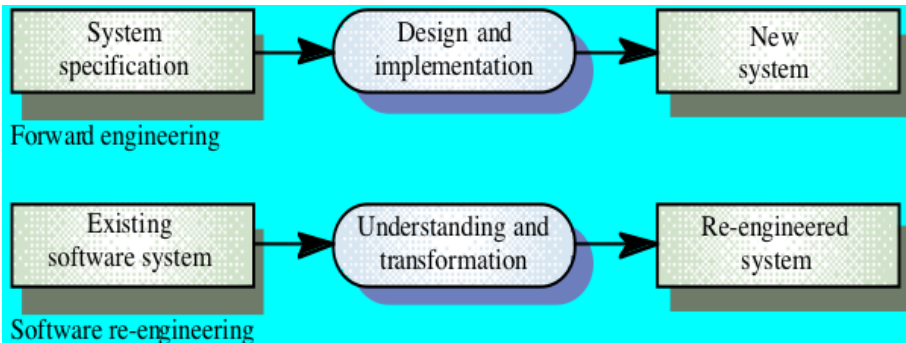 System
specification
Design and
implementation
New
system
Forward engineering
Existing
software system
Understanding and
transformation
Re-engineered
system
Software re-engineering